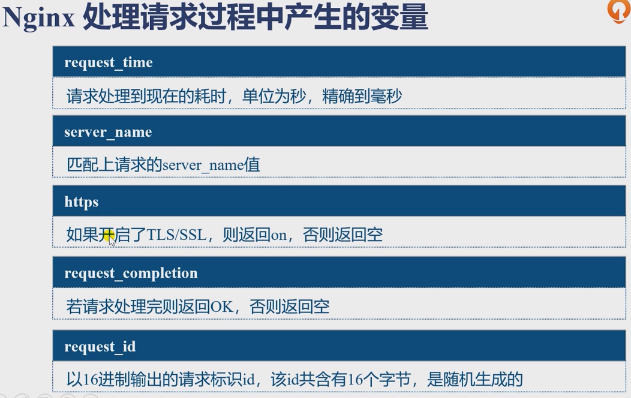 Nginx 处理请求过程中产生的变量
request_time
请求处理到现在的耗时，单位为秒，精确到毫秒
server_name
匹配上请求的server_name值
https
如果开启了TLS/SSL，则返回on，否则返回空
request_completion
若请求处理完则返回OK，否则返回空
request_id
以16进制输出的请求标识id，该id共含有16个字节，是随机生成的